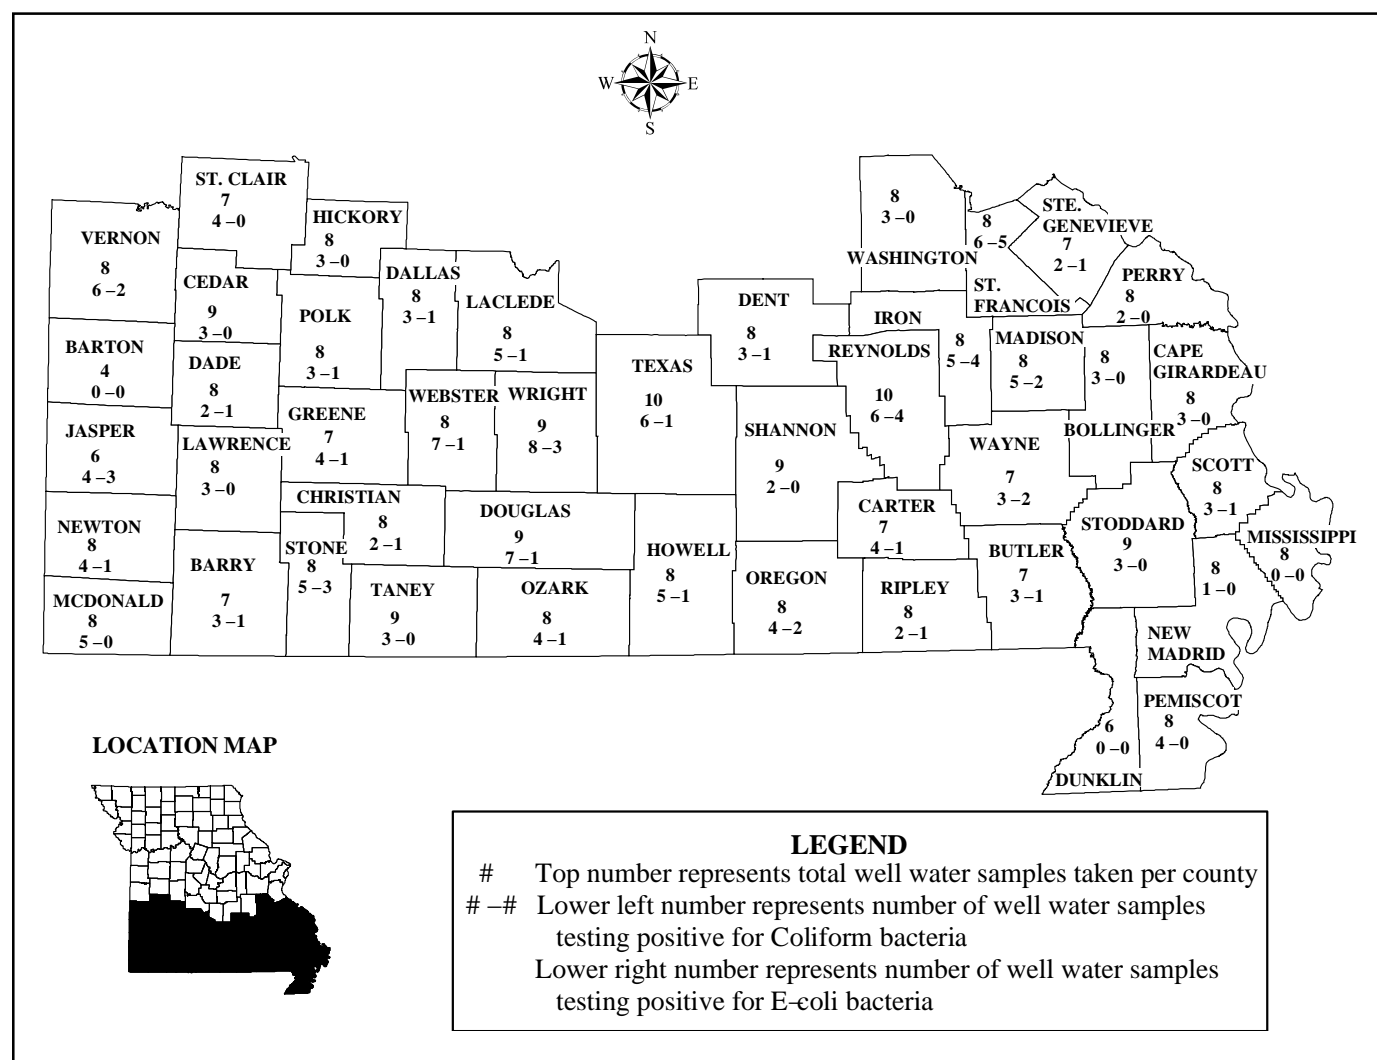 N
W E
S
ST. CLAIR
7
4 –0
HICKORY
8
3 –0
VERNON
8
6 –2
CEDAR
9
3 –0
DALLAS
8
3 –1
LACLEDE
8
5 –1
POLK
8
3 –1
BARTON
4
0 –0
DADE
8
2 –1
JASPER
6
4 –3
LAWRENCE
8
3 –0
GREENE
7
4 –1
WEBSTER
8
7 –1
WRIGHT
9
8 –3
TEXAS
10
6 –1
DENT
8
3 –1
8
3 –0
WASHINGTON
8
6 –5
ST.
FRANCOIS
STE.
GENEVIEVE
7
2 –1
PERRY
8
2 –0
IRON
8
5 –4
REYNOLDS
10
6 –4
MADISON
8
5 –2
8
3 –0
BOLLINGER
CAPE
GIRARDEAU
8
3 –0
SHANNON
9
2 –0
WAYNE
7
3 –2
SCOTT
8
3 –1
MISSISSIPPI
8
0 –0
STODDARD
9
3 –0
NEWTON
8
4 –1
CHRISTIAN
8
2 –1
DOUGLAS
9
7 –1
CARTER
7
4 –1
BARRY
7
3 –1
STONE
8
5 –3
HOWELL
8
5 –1
BUTLER
7
3 –1
MCDONALD
8
5 –0
TANEY
9
3 –0
OZARK
8
4 –1
OREGON
8
4 –2
RIPLEY
8
2 –1
8
1 –0
NEW
MADRID
PEMISCOT
8
4 –0
6
0 –0
DUNKLIN
LOCATION MAP
LEGEND
# Top number represents total well water samples taken per county
# –# Lower left number represents number of well water samples
testing positive for Coliform bacteria
Lower right number represents number of well water samples
testing positive for E–coli bacteria